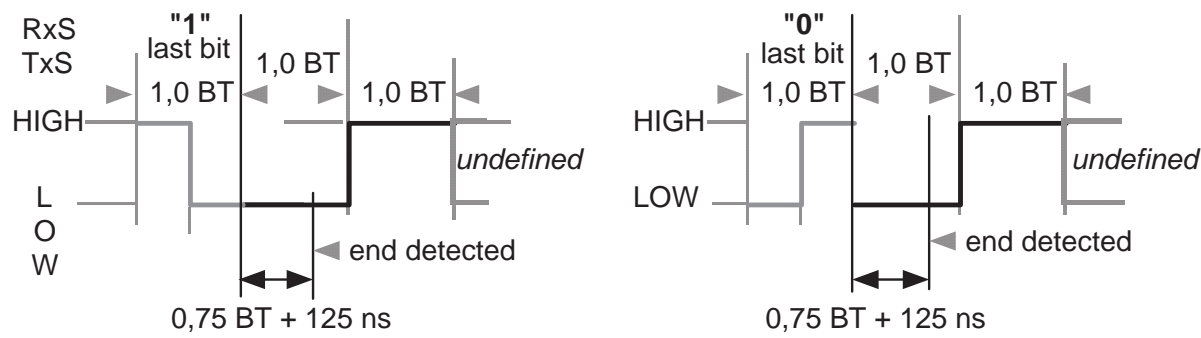 RxS
TxS
"1"
last bit
1,0 BT
1,0 BT
1,0 BT
HIGH
undefined
L
O
W
end detected
0,75 BT + 125 ns
"0"
last bit
1,0 BT
1,0 BT
1,0 BT
HIGH
undefined
LOW
end detected
0,75 BT + 125 ns